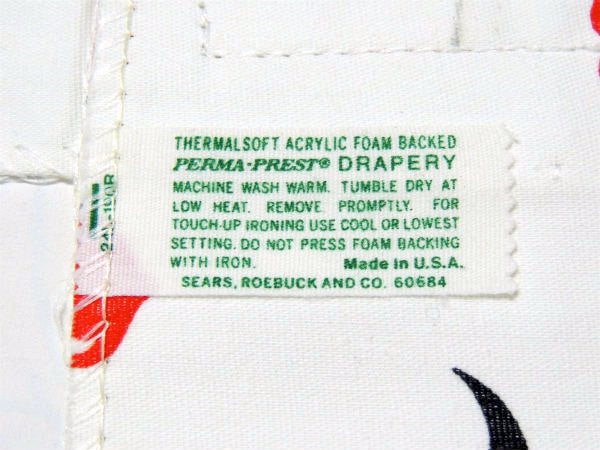 THERMALSOFT ACRYLIC FOAM BACKED
PERMA-PREST® DRAPERY
MACHINE WASH WARM. TUMBLE DRY AT
LOW HEAT. REMOVE PROMPTLY. FOR
TOUCH-UP IRONING USE COOL OR LOWEST
SETTING. DO NOT PRESS FOAM BACKING
WITH IRON. Made in U.S.A.
SEARS, ROEBUCK AND CO. 60684